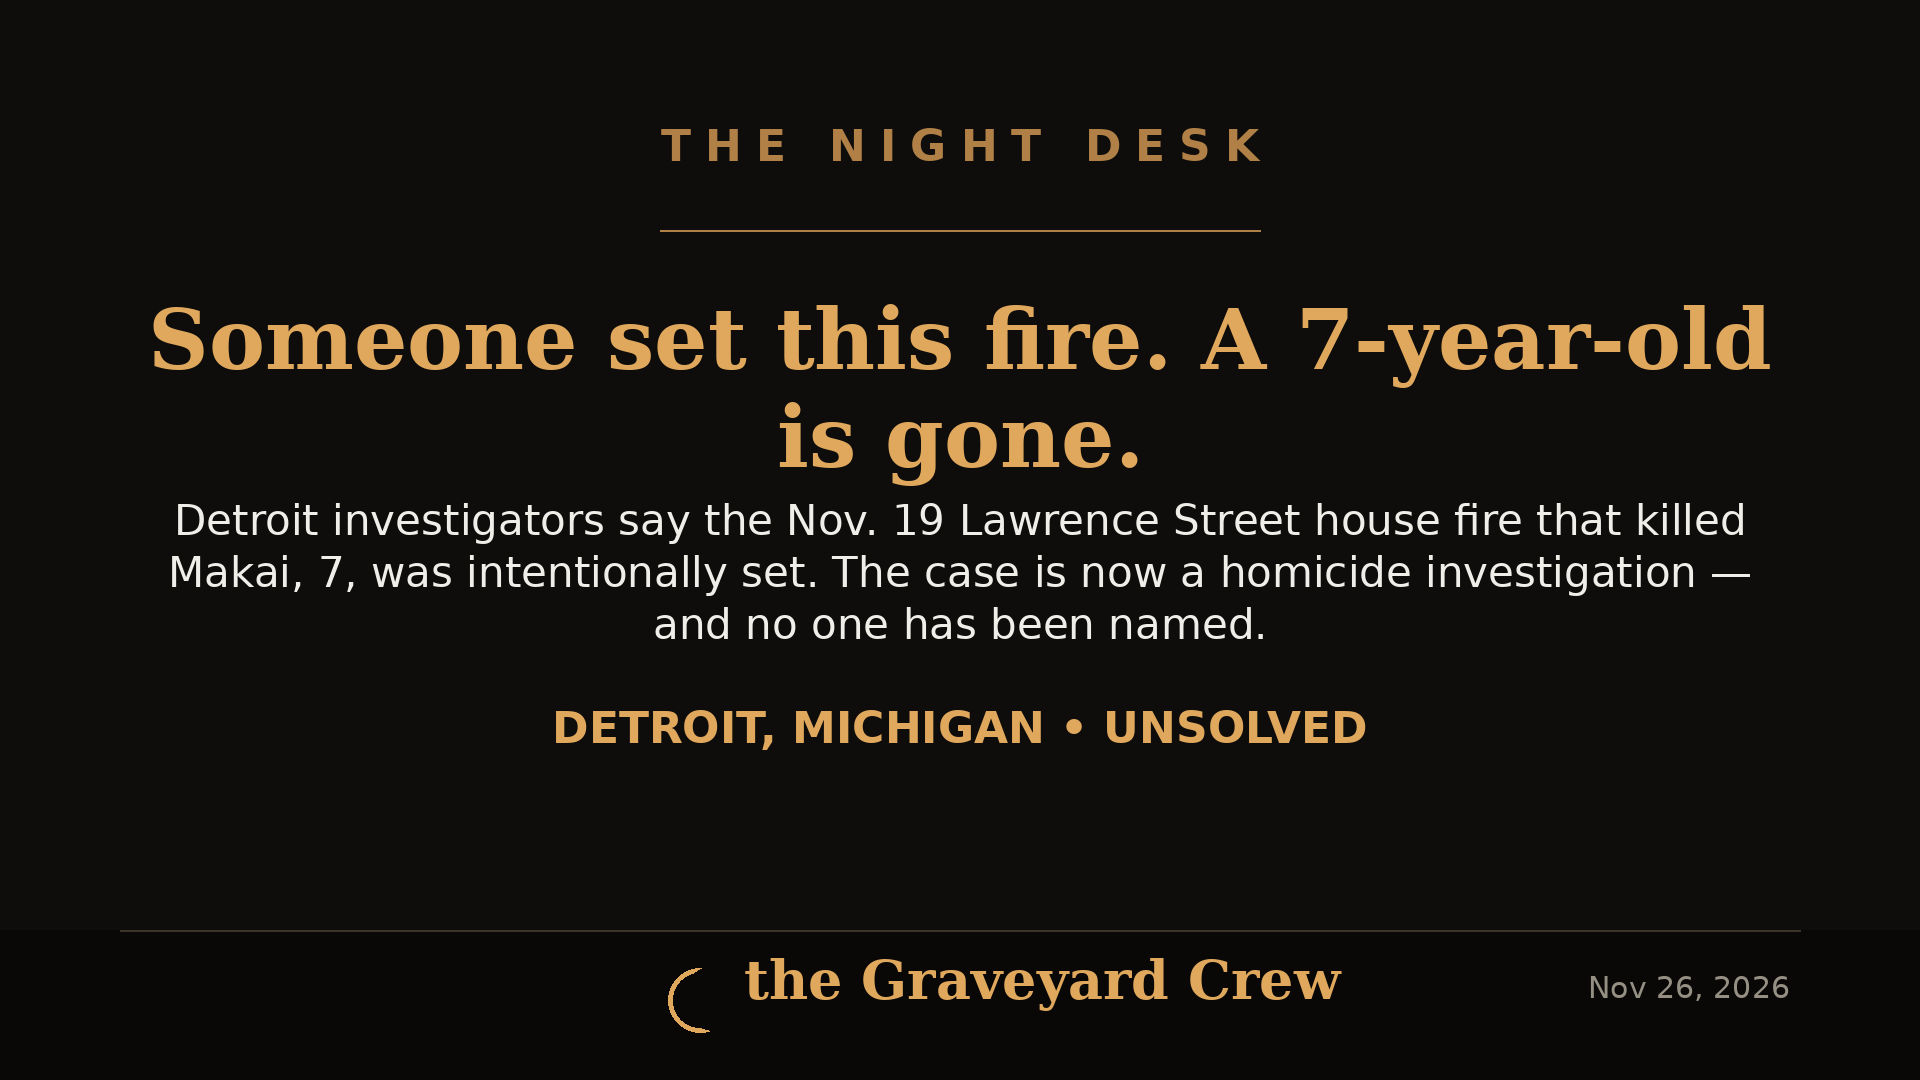 THE NIGHT DESK
Someone set this fire. A 7-year-old
is gone.
Detroit investigators say the Nov. 19 Lawrence Street house fire that killed
Makai, 7, was intentionally set. The case is now a homicide investigation —
and no one has been named.
DETROIT, MICHIGAN • UNSOLVED
the Graveyard Crew
Nov 26, 2026